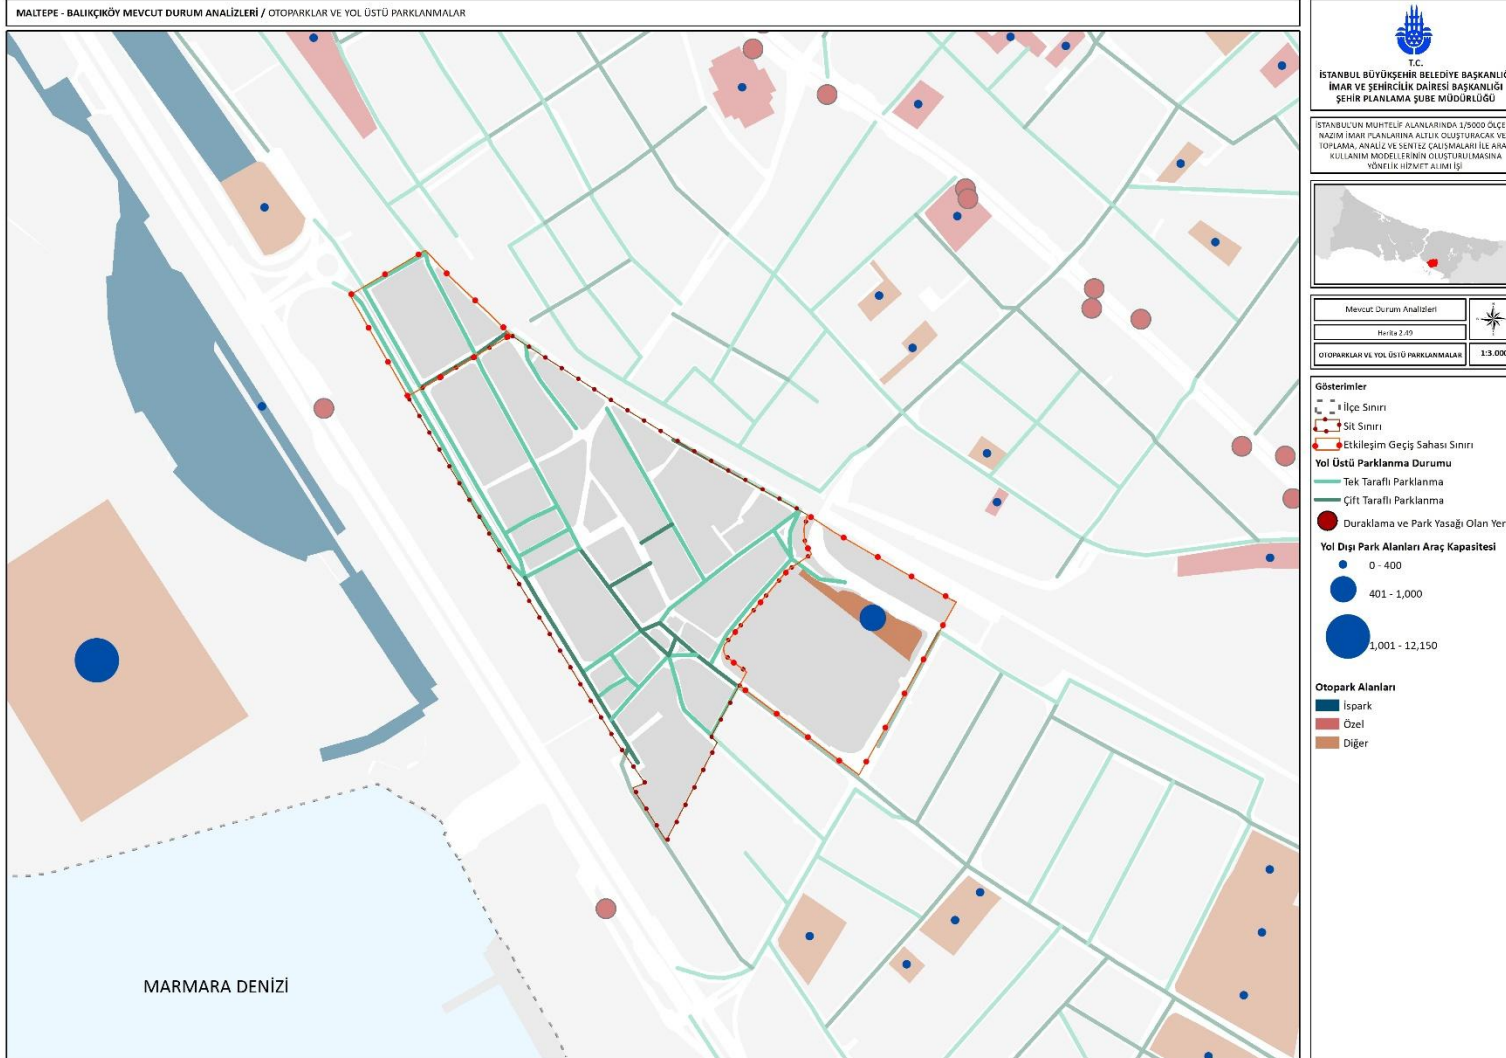 MALTEPE - BALIKÇIKÖY MEVCUT DURUM ANALİZLERİ / OTOPARKLAR VE YOL ÜSTÜ PARKLANMALAR
MARMARA DENİZİ
T.C.
İSTANBUL BÜYÜKŞEHİR BELEDİYE BAŞKANLIĞ
İMAR VE ŞEHİRCİLİK DAİRESİ BAŞKANLIĞI
ŞEHİR PLANLAMA ŞUBE MÜDÜRLÜĞÜ
İSTANBUL'UN MUHTELİF ALANLARINDA 1/5000 ÖLÇE
NAZIM İMAR PLANLARINA ALTLIK OLUŞTURACAK VE
TOPLAMA, ANALİZ VE SENTEZ ÇALIŞMALARI İLE ARA
KULLANIM MODELLERİNİN OLUŞTURULMASINA
YÖNELİK HİZMET ALIMI İŞİ
Mevcut Durum Analizleri
Harita 2.49
OTOPARKLAR VE YOL ÜSTÜ PARKLANMALAR
1:3.000
Gösterimler
İlçe Sınırı
Sit Sınırı
Etkileşim Geçiş Sahası Sınırı
Yol Üstü Parklanma Durumu
Tek Taraflı Parklanma
Çift Taraflı Parklanma
Duraklama ve Park Yasağı Olan Yer
Yol Dışı Park Alanları Araç Kapasitesi
0 - 400
401 - 1,000
1,001 - 12,150
Otopark Alanları
İspark
Özel
Diğer